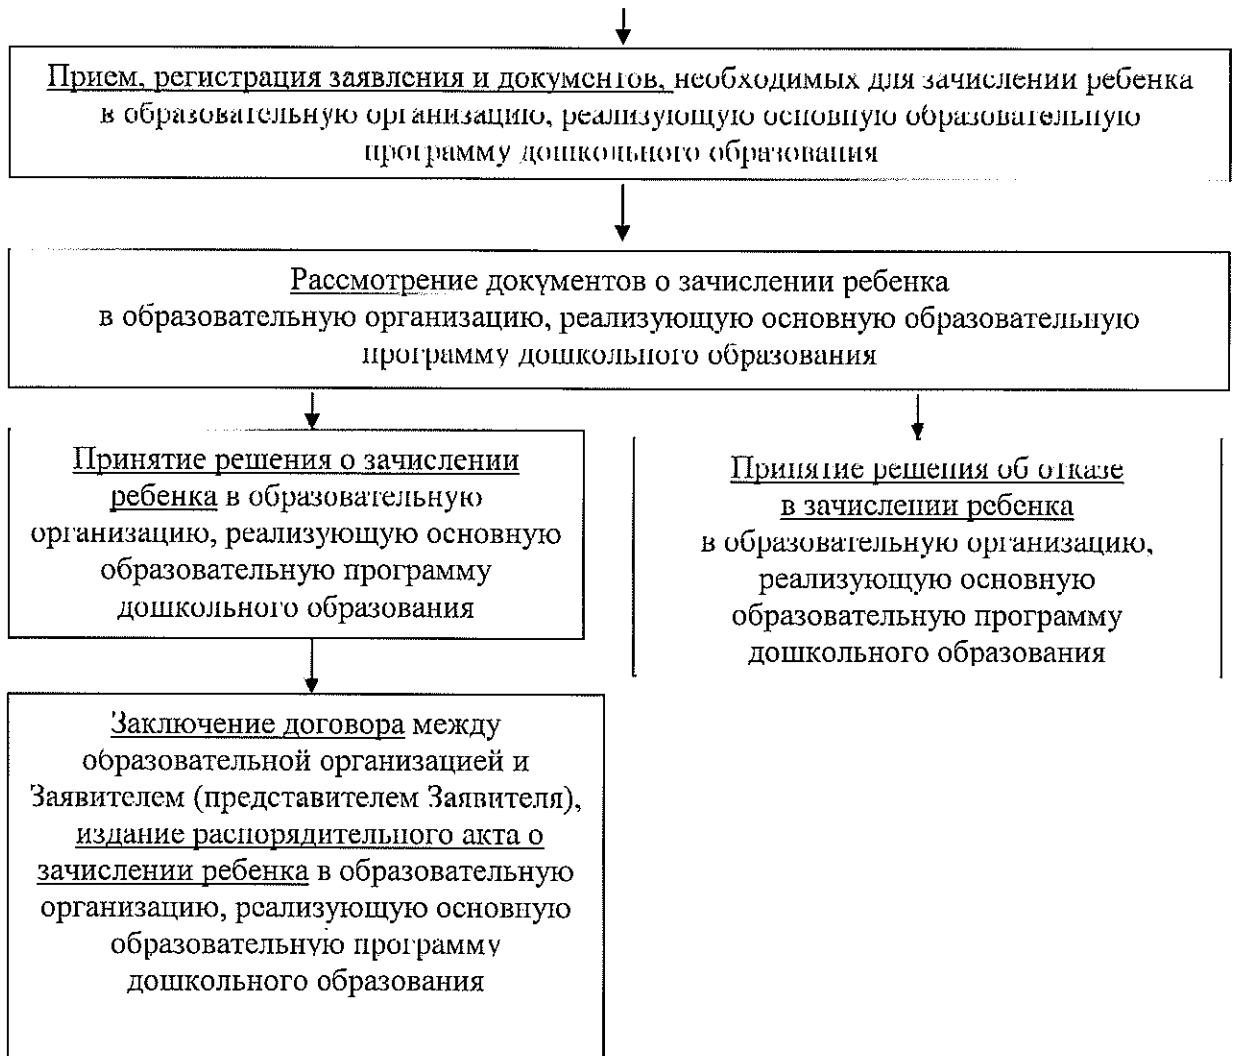 Прием, регистрация заявления и документов, необходимых для зачислении ребенка
в образовательную организацию, реализующую основную образовательную
программу дошкольного образования
Рассмотрение документов о зачислении ребенка
в образовательную организацию, реализующую основную образовательную
программу дошкольного образования
Принятие решения о зачислении
ребенка в образовательную
организацию, реализующую основную
образовательную программу
дошкольного образования
Принятие решения об отказе
в зачислении ребенка
в образовательную организацию,
реализующую основную
образовательную программу
дошкольного образования
Заключение договора между
образовательной организацией и
Заявителем (представителем Заявителя),
издание распорядительного акта о
зачислении ребенка в образовательную
организацию, реализующую основную
образовательную программу
дошкольного образования